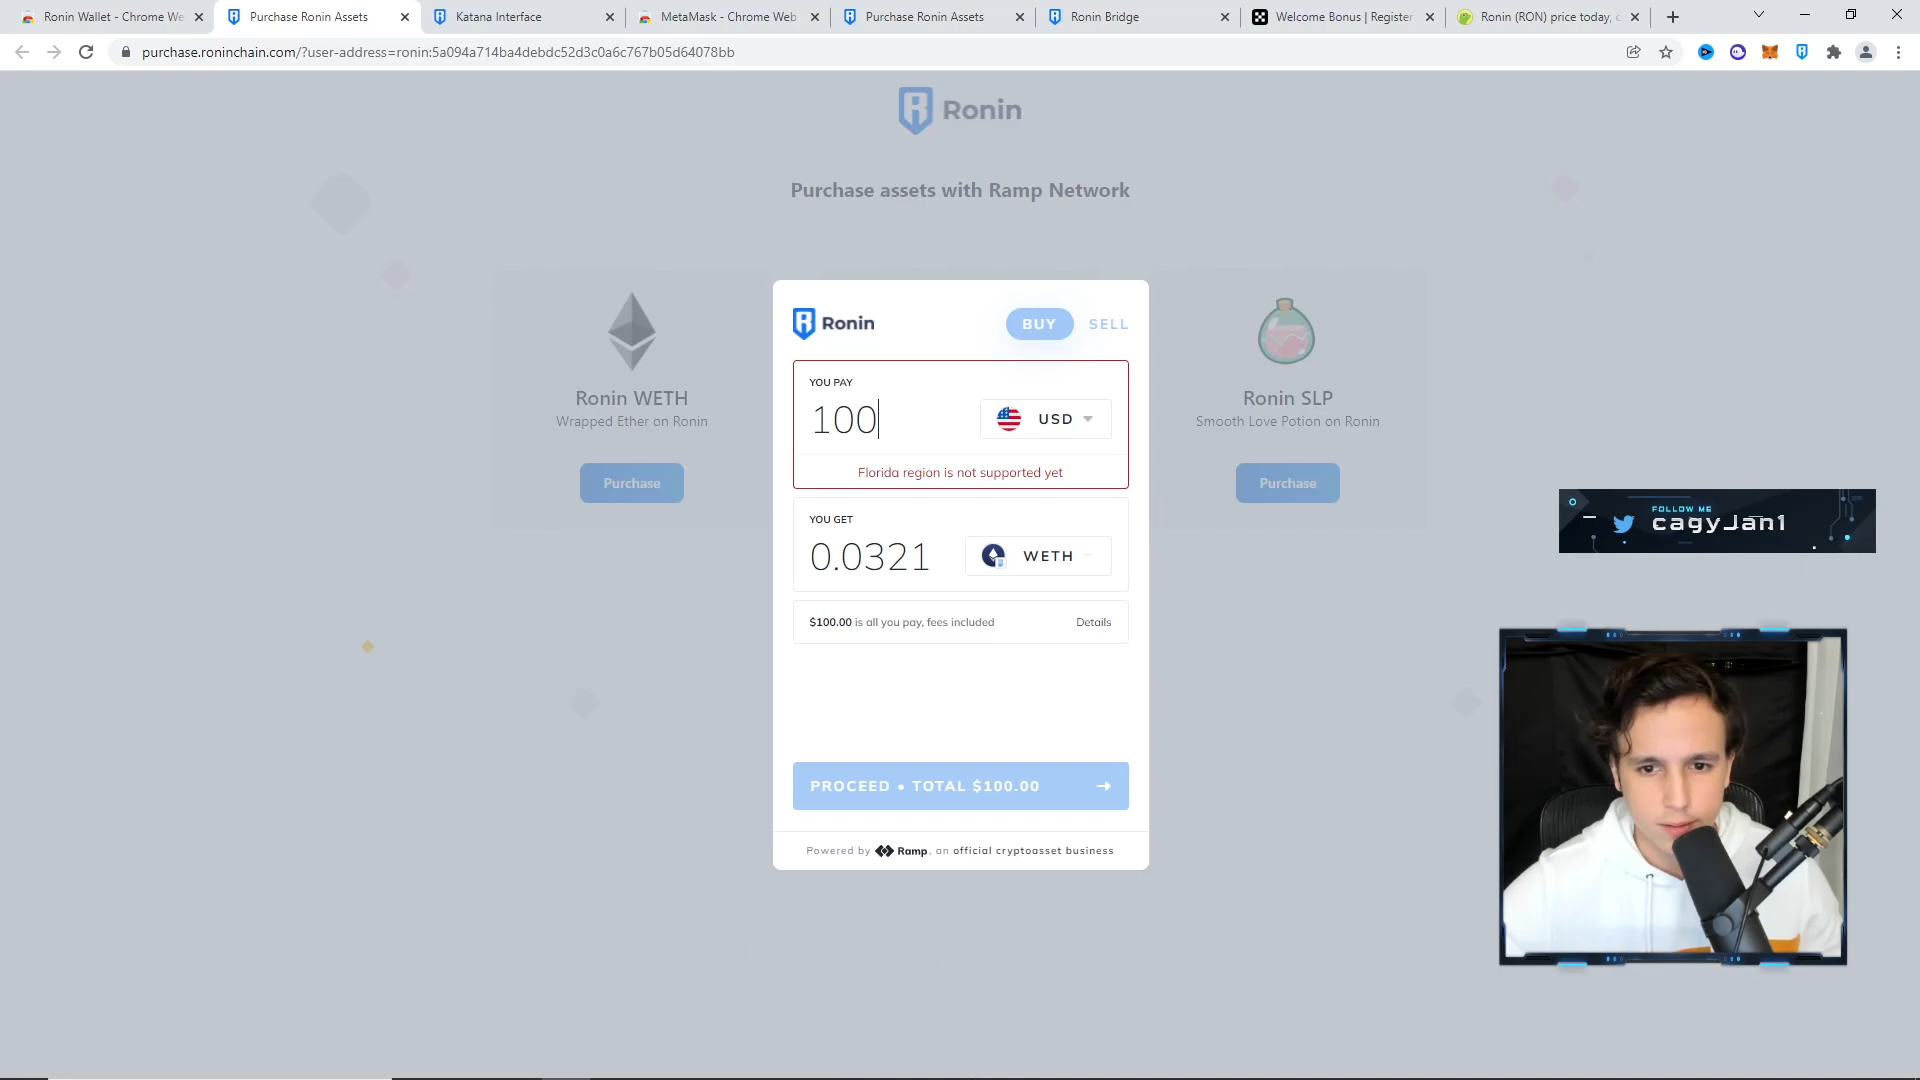 Ronin Wallet - Chrome We
Purchase Ronin Assets
Katana Interface
MetaMask - Chrome Web
Purchase Ronin Assets
Ronin Bridge
Welcome Bonus | Register
Ronin (RON) price today, c
purchase.roninchain.com/?user-address=ronin:5a094a714ba4debdc52d3c0a6c767b05d64078bb
Ronin
Purchase assets with Ramp Network
Ronin WETH
Wrapped Ether on Ronin
Purchase
Ronin SLP
Smooth Love Potion on Ronin
Purchase
Ronin
BUY
SELL
YOU PAY
100
USD
Florida region is not supported yet
YOU GET
0.0321
WETH
$100.00 is all you pay, fees included
Details
PROCEED • TOTAL $100.00
Powered by Ramp, an official cryptoasset business
FOLLOW ME
cagyJan1